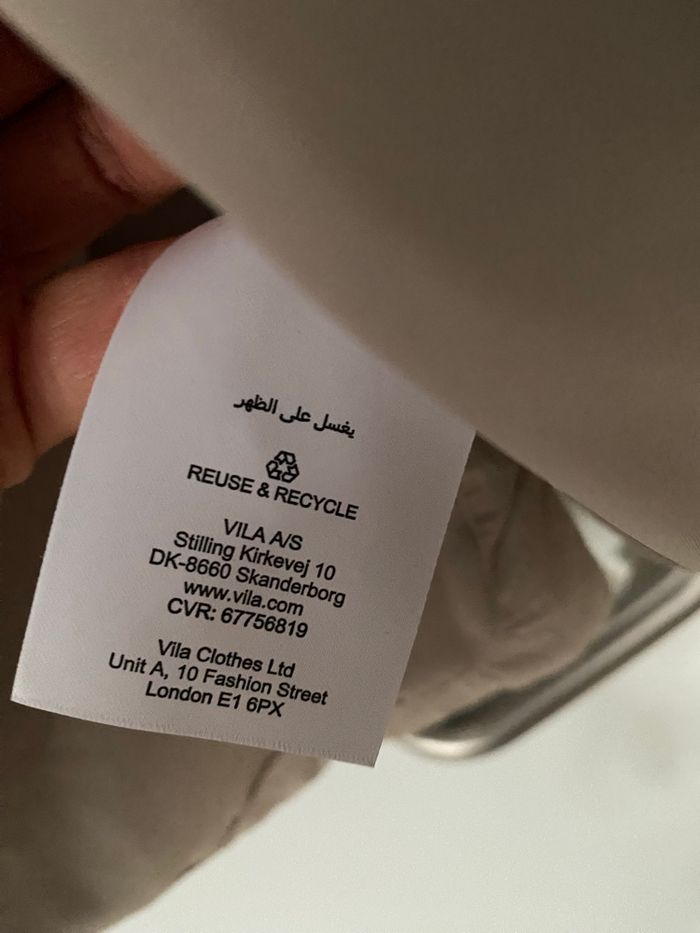 يغسل على الظهر
REUSE & RECYCLE
VILA A/S
Stilling Kirkevej 10
DK-8660 Skanderborg
www.vila.com
CVR: 67756819
Vila Clothes Ltd
Unit A, 10 Fashion Street
London E1 6PX